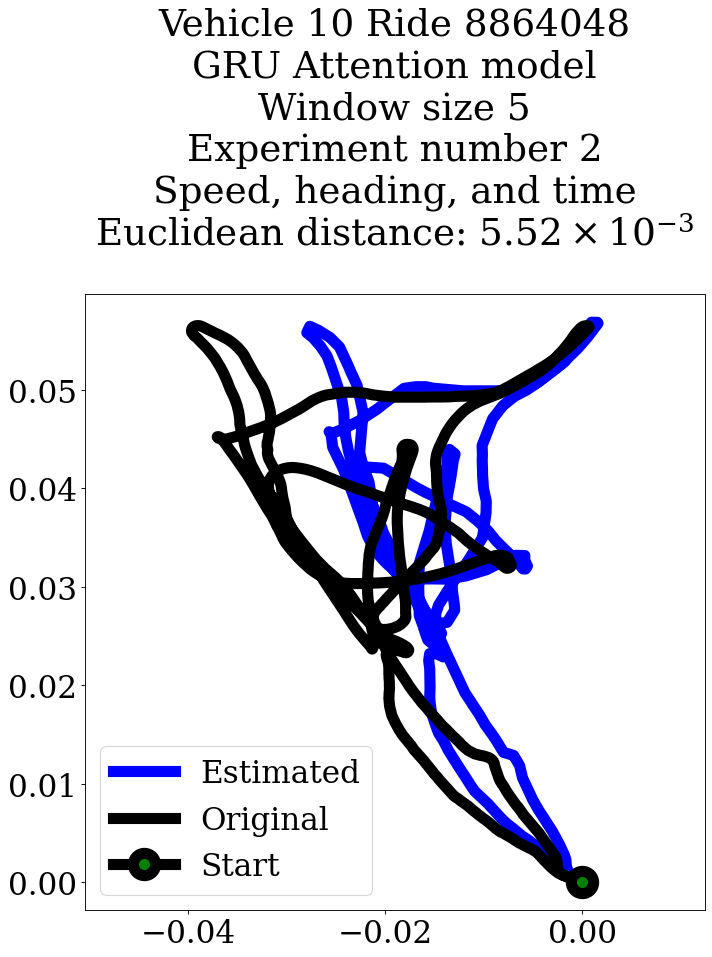 Vehicle 10 Ride 8864048
GRU Attention model
Window size 5
Experiment number 2
Speed, heading, and time
Euclidean distance: 5.52 × 10⁻³
0.05
0.04
0.03
0.02
0.01
0.00
Estimated
Original
Start
−0.04
−0.02
0.00